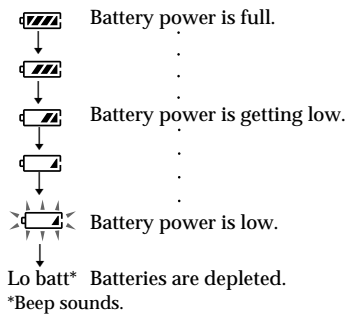 Battery power is full.
Battery power is getting low.
Battery power is low.
Lo batt* Batteries are depleted.
*Beep sounds.